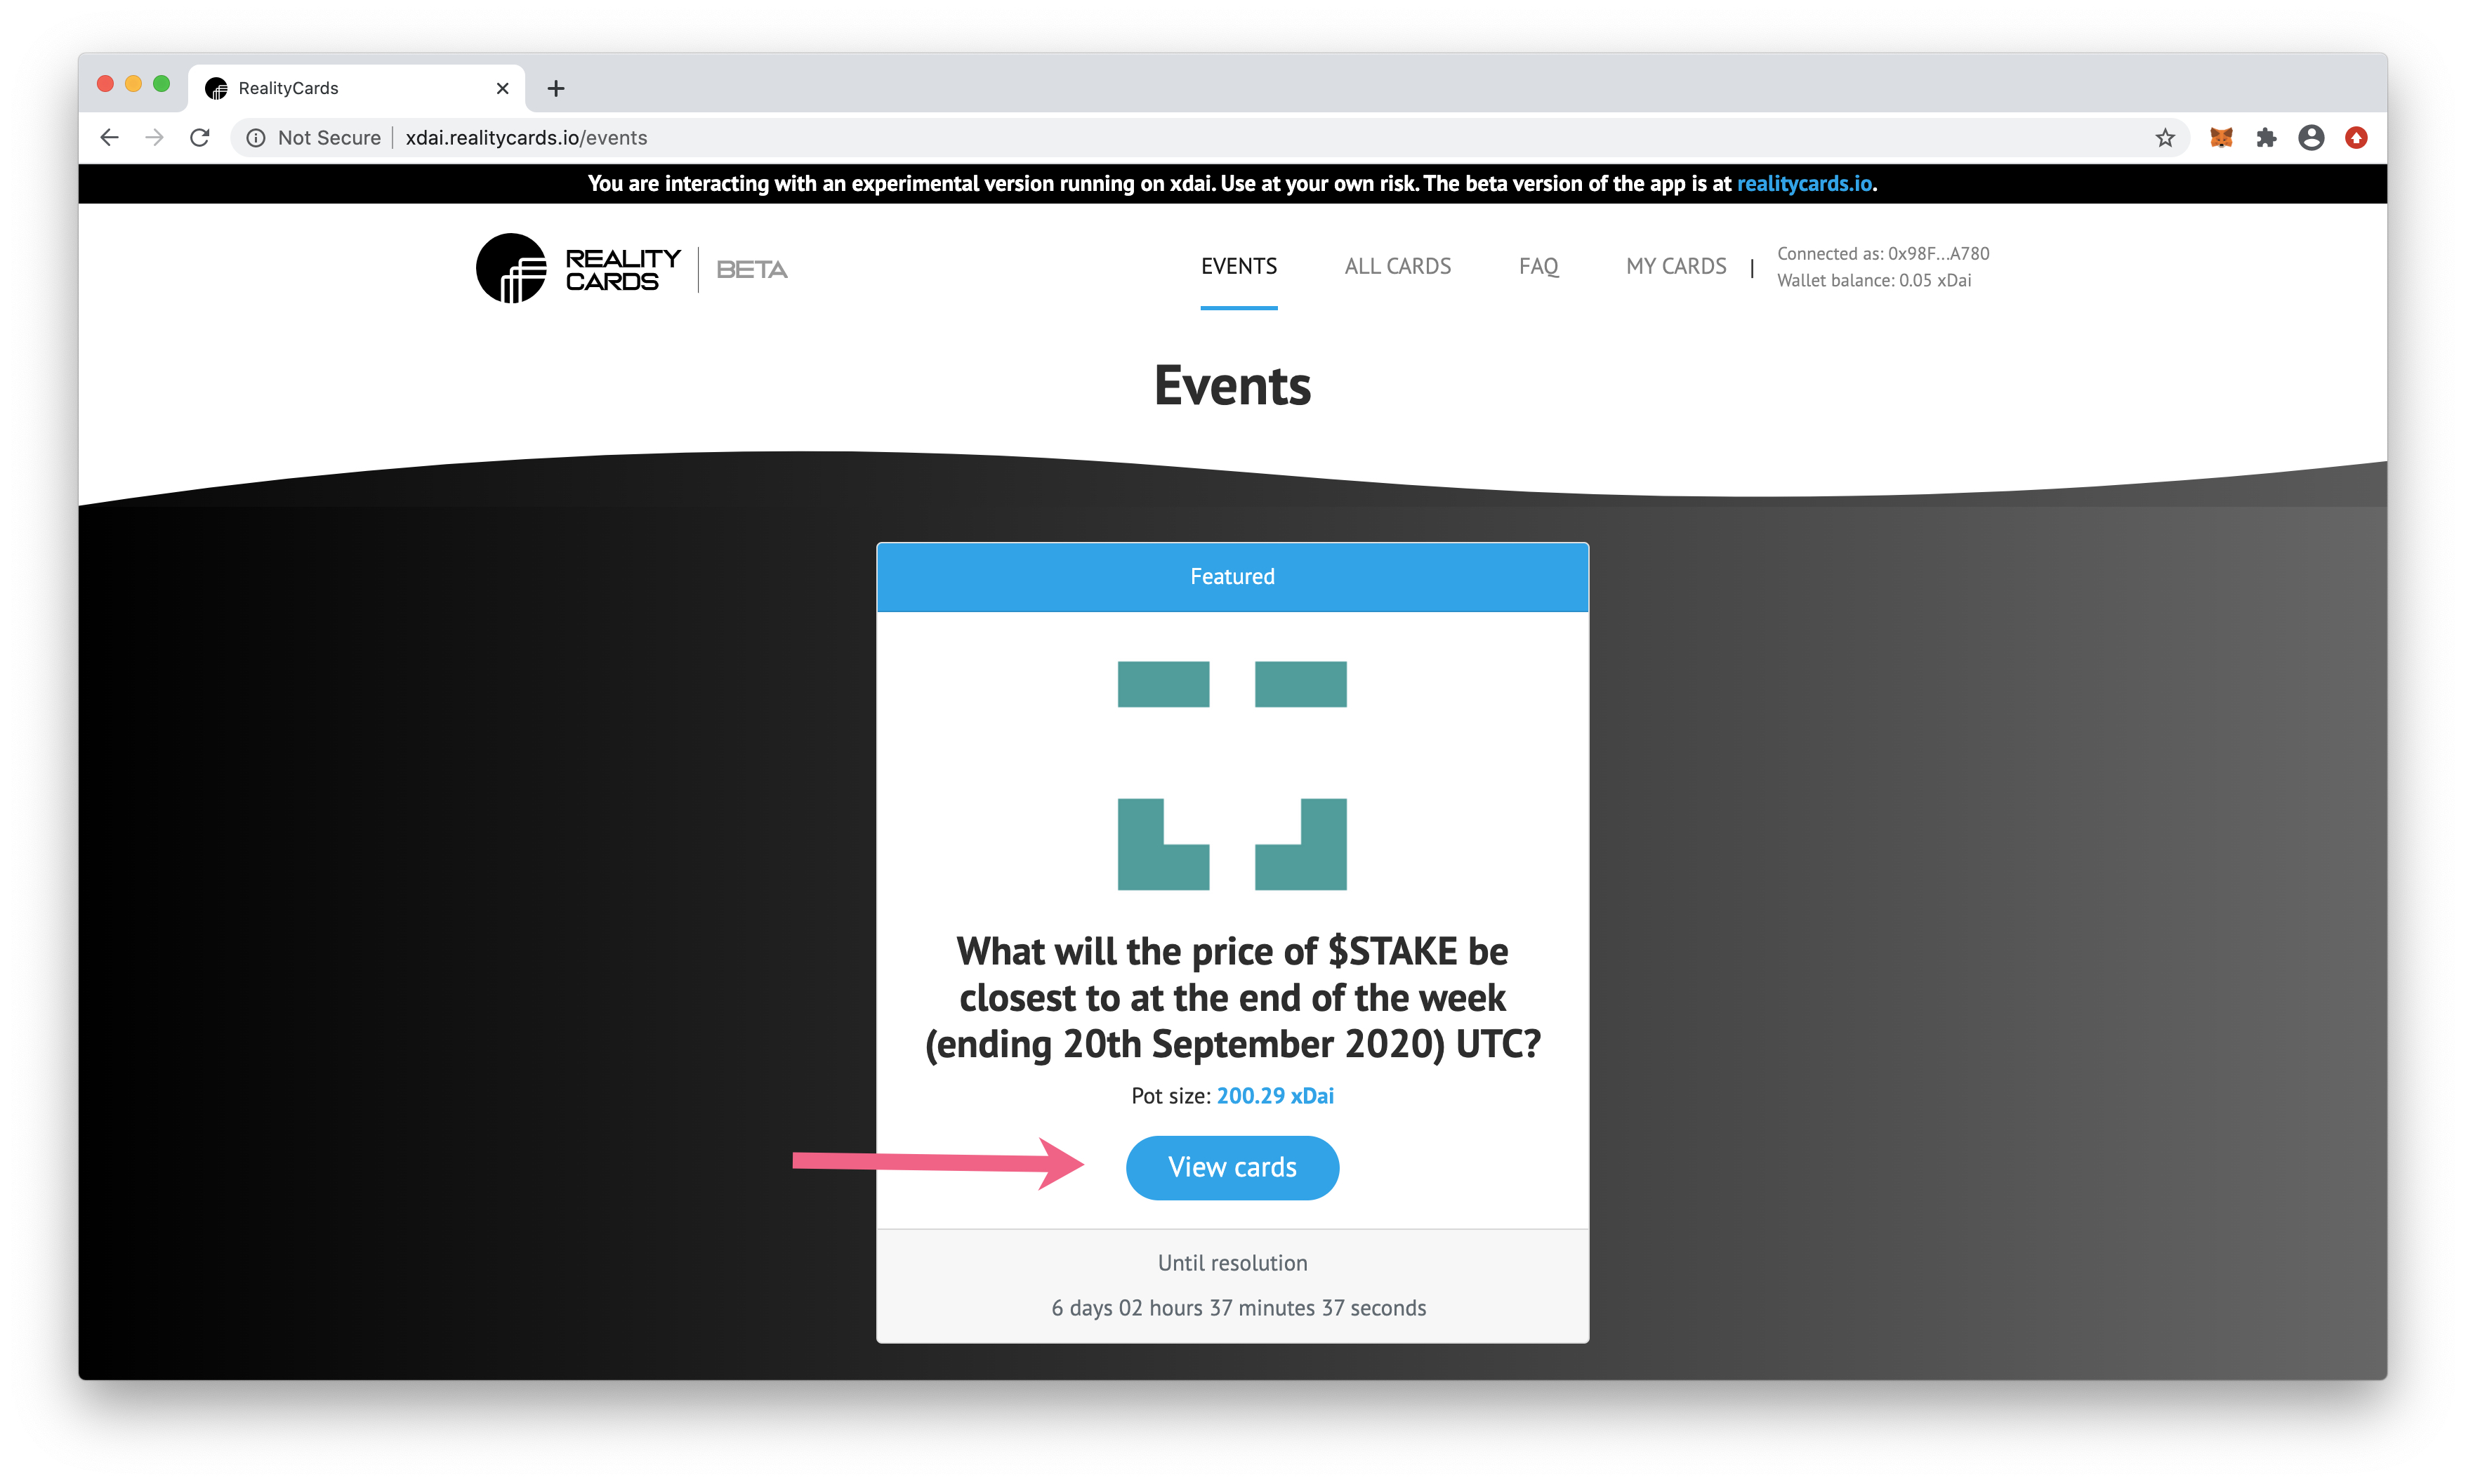 RealityCards
Not Secure
xdai.realitycards.io/events
You are interacting with an experimental version running on xdai. Use at your own risk. The beta version of the app is at realitycards.io.
REALITY
CARDS
BETA
EVENTS
ALL CARDS
FAQ
MY CARDS
Connected as: 0x98F...A780
Wallet balance: 0.05 xDai
Events
Featured
What will the price of $STAKE be
closest to at the end of the week
(ending 20th September 2020) UTC?
Pot size: 200.29 xDai
View cards
Until resolution
6 days 02 hours 37 minutes 37 seconds